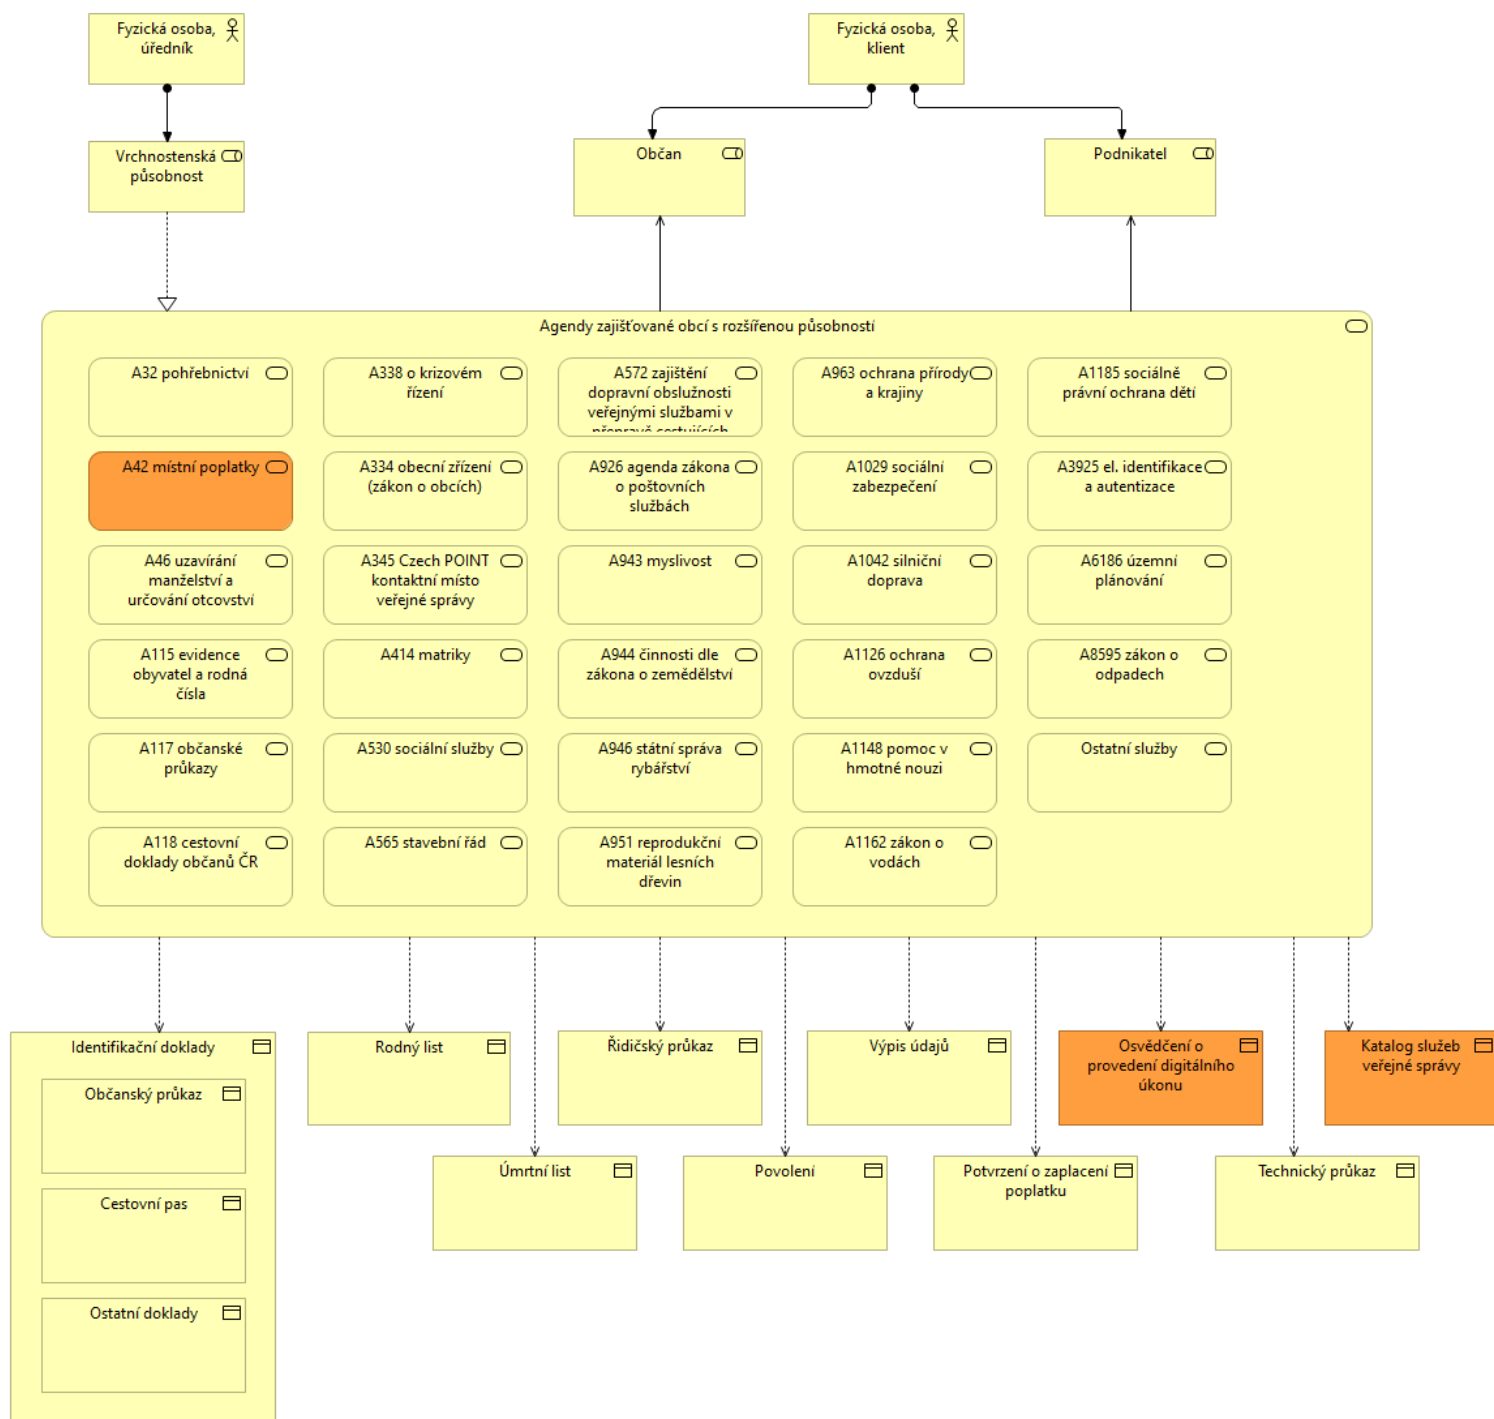 Fyzická osoba,
úředník
Fyzická osoba,
klient
Vrchnostenská
působnost
Občan
Podnikatel
Agendy zajišťované obcí s rozšířenou působností
A32 pohřebnictví
A338 o krizovém
řízení
A572 zajištění
dopravní obslužnosti
veřejnými službami v
přepravě cestujících
A963 ochrana přírody
a krajiny
A1185 sociálně
právní ochrana dětí
A42 místní poplatky
A334 obecní zřízení
(zákon o obcích)
A926 agenda zákona
o poštovních
službách
A1029 sociální
zabezpečení
A3925 el. identifikace
a autentizace
A46 uzavírání
manželství a
určování otcovství
A345 Czech POINT
kontaktní místo
veřejné správy
A943 myslivost
A1042 silniční
doprava
A6186 územní
plánování
A115 evidence
obyvatel a rodná
čísla
A414 matriky
A944 činnosti dle
zákona o zemědělství
A1126 ochrana
ovzduší
A8595 zákon o
odpadech
A117 občanské
průkazy
A530 sociální služby
A946 státní správa
rybářství
A1148 pomoc v
hmotné nouzi
Ostatní služby
A118 cestovní
doklady občanů ČR
A565 stavební řád
A951 reprodukční
materiál lesních
dřevin
A1162 zákon o
vodách
Identifikační doklady
Občanský průkaz
Cestovní pas
Ostatní doklady
Rodný list
Řidičský průkaz
Výpis údajů
Osvědčení o
provedení digitálního
úkonu
Katalog služeb
veřejné správy
Úmrtní list
Povolení
Potvrzení o zaplacení
poplatku
Technický průkaz